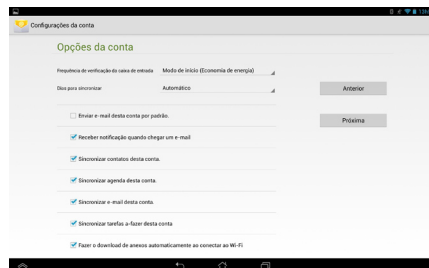 Configurações da conta
Opções da conta
Frequência de verificação da caixa de entrada Modo de início (Economia de energia)
Dias para sincronizar Automático
Anterior
Enviar e-mail desta conta por padrão.
Próxima
Receber notificação quando chegar um e-mail
Sincronizar contatos desta conta.
Sincronizar agenda desta conta.
Sincronizar e-mail desta conta.
Sincronizar tarefas a-fazer desta conta
Fazer o download de anexos automaticamente ao conectar ao Wi-Fi